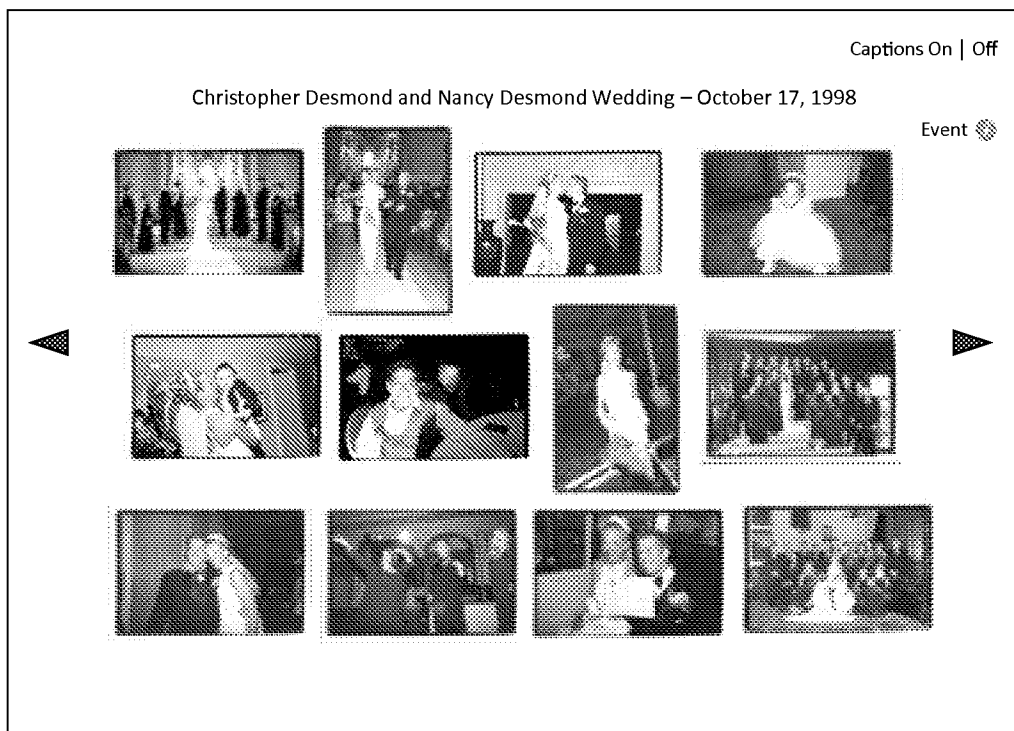 Captions On | Off
Christopher Desmond and Nancy Desmond Wedding – October 17, 1998
Event